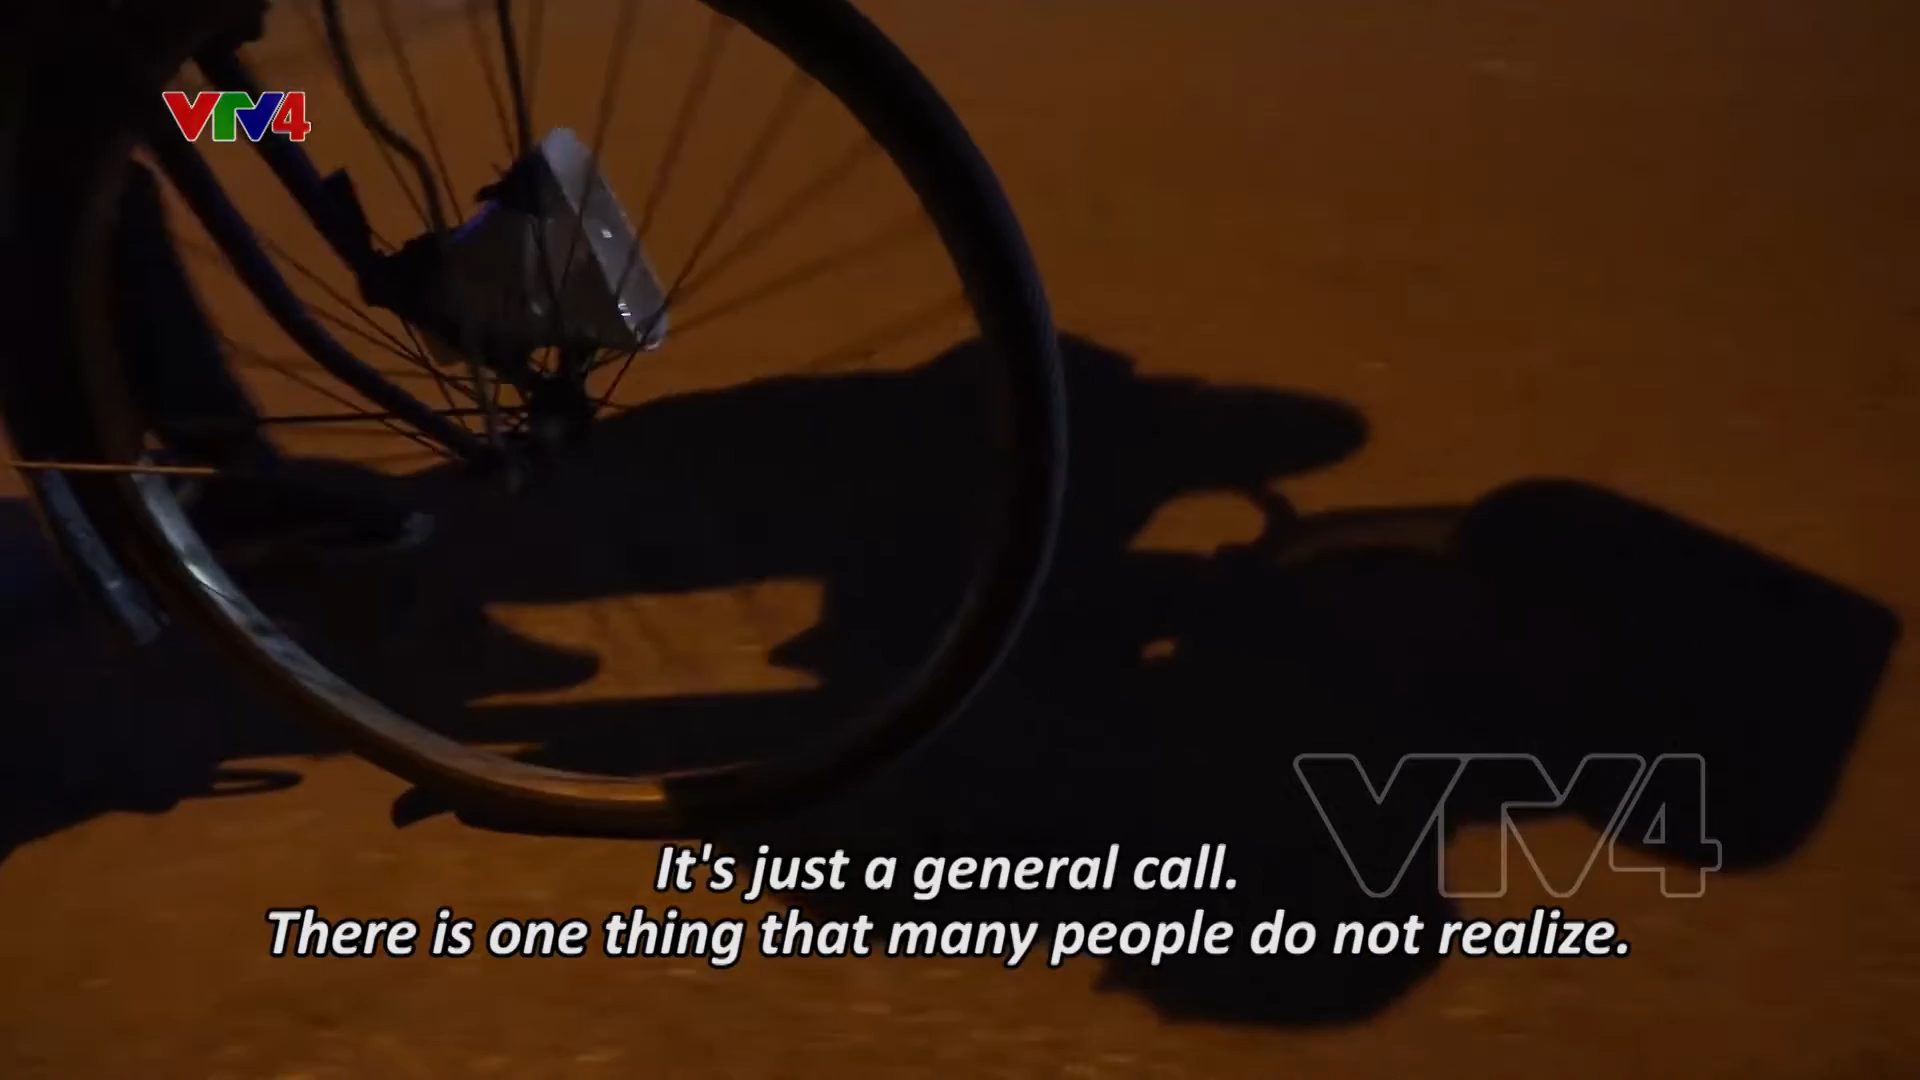 VTV4
VTV4
It's just a general call.
There is one thing that many people do not realize.